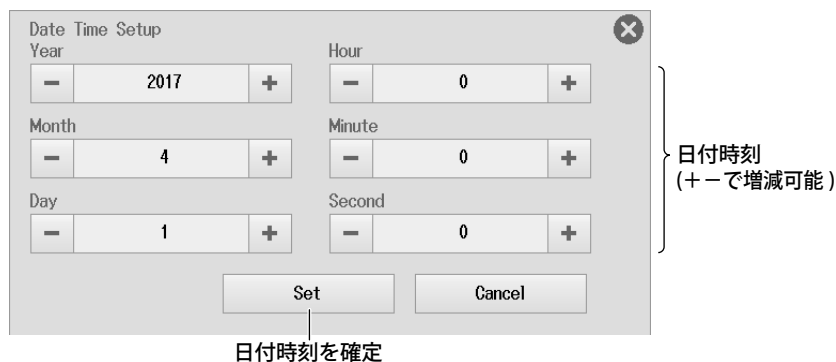 Date Time Setup
Year
Hour
− 2017 +
− 0 +
Month
Minute
− 4 +
− 0 +
Day
Second
− 1 +
− 0 +
Set
Cancel
日付時刻
(＋−で増減可能 )
日付時刻を確定